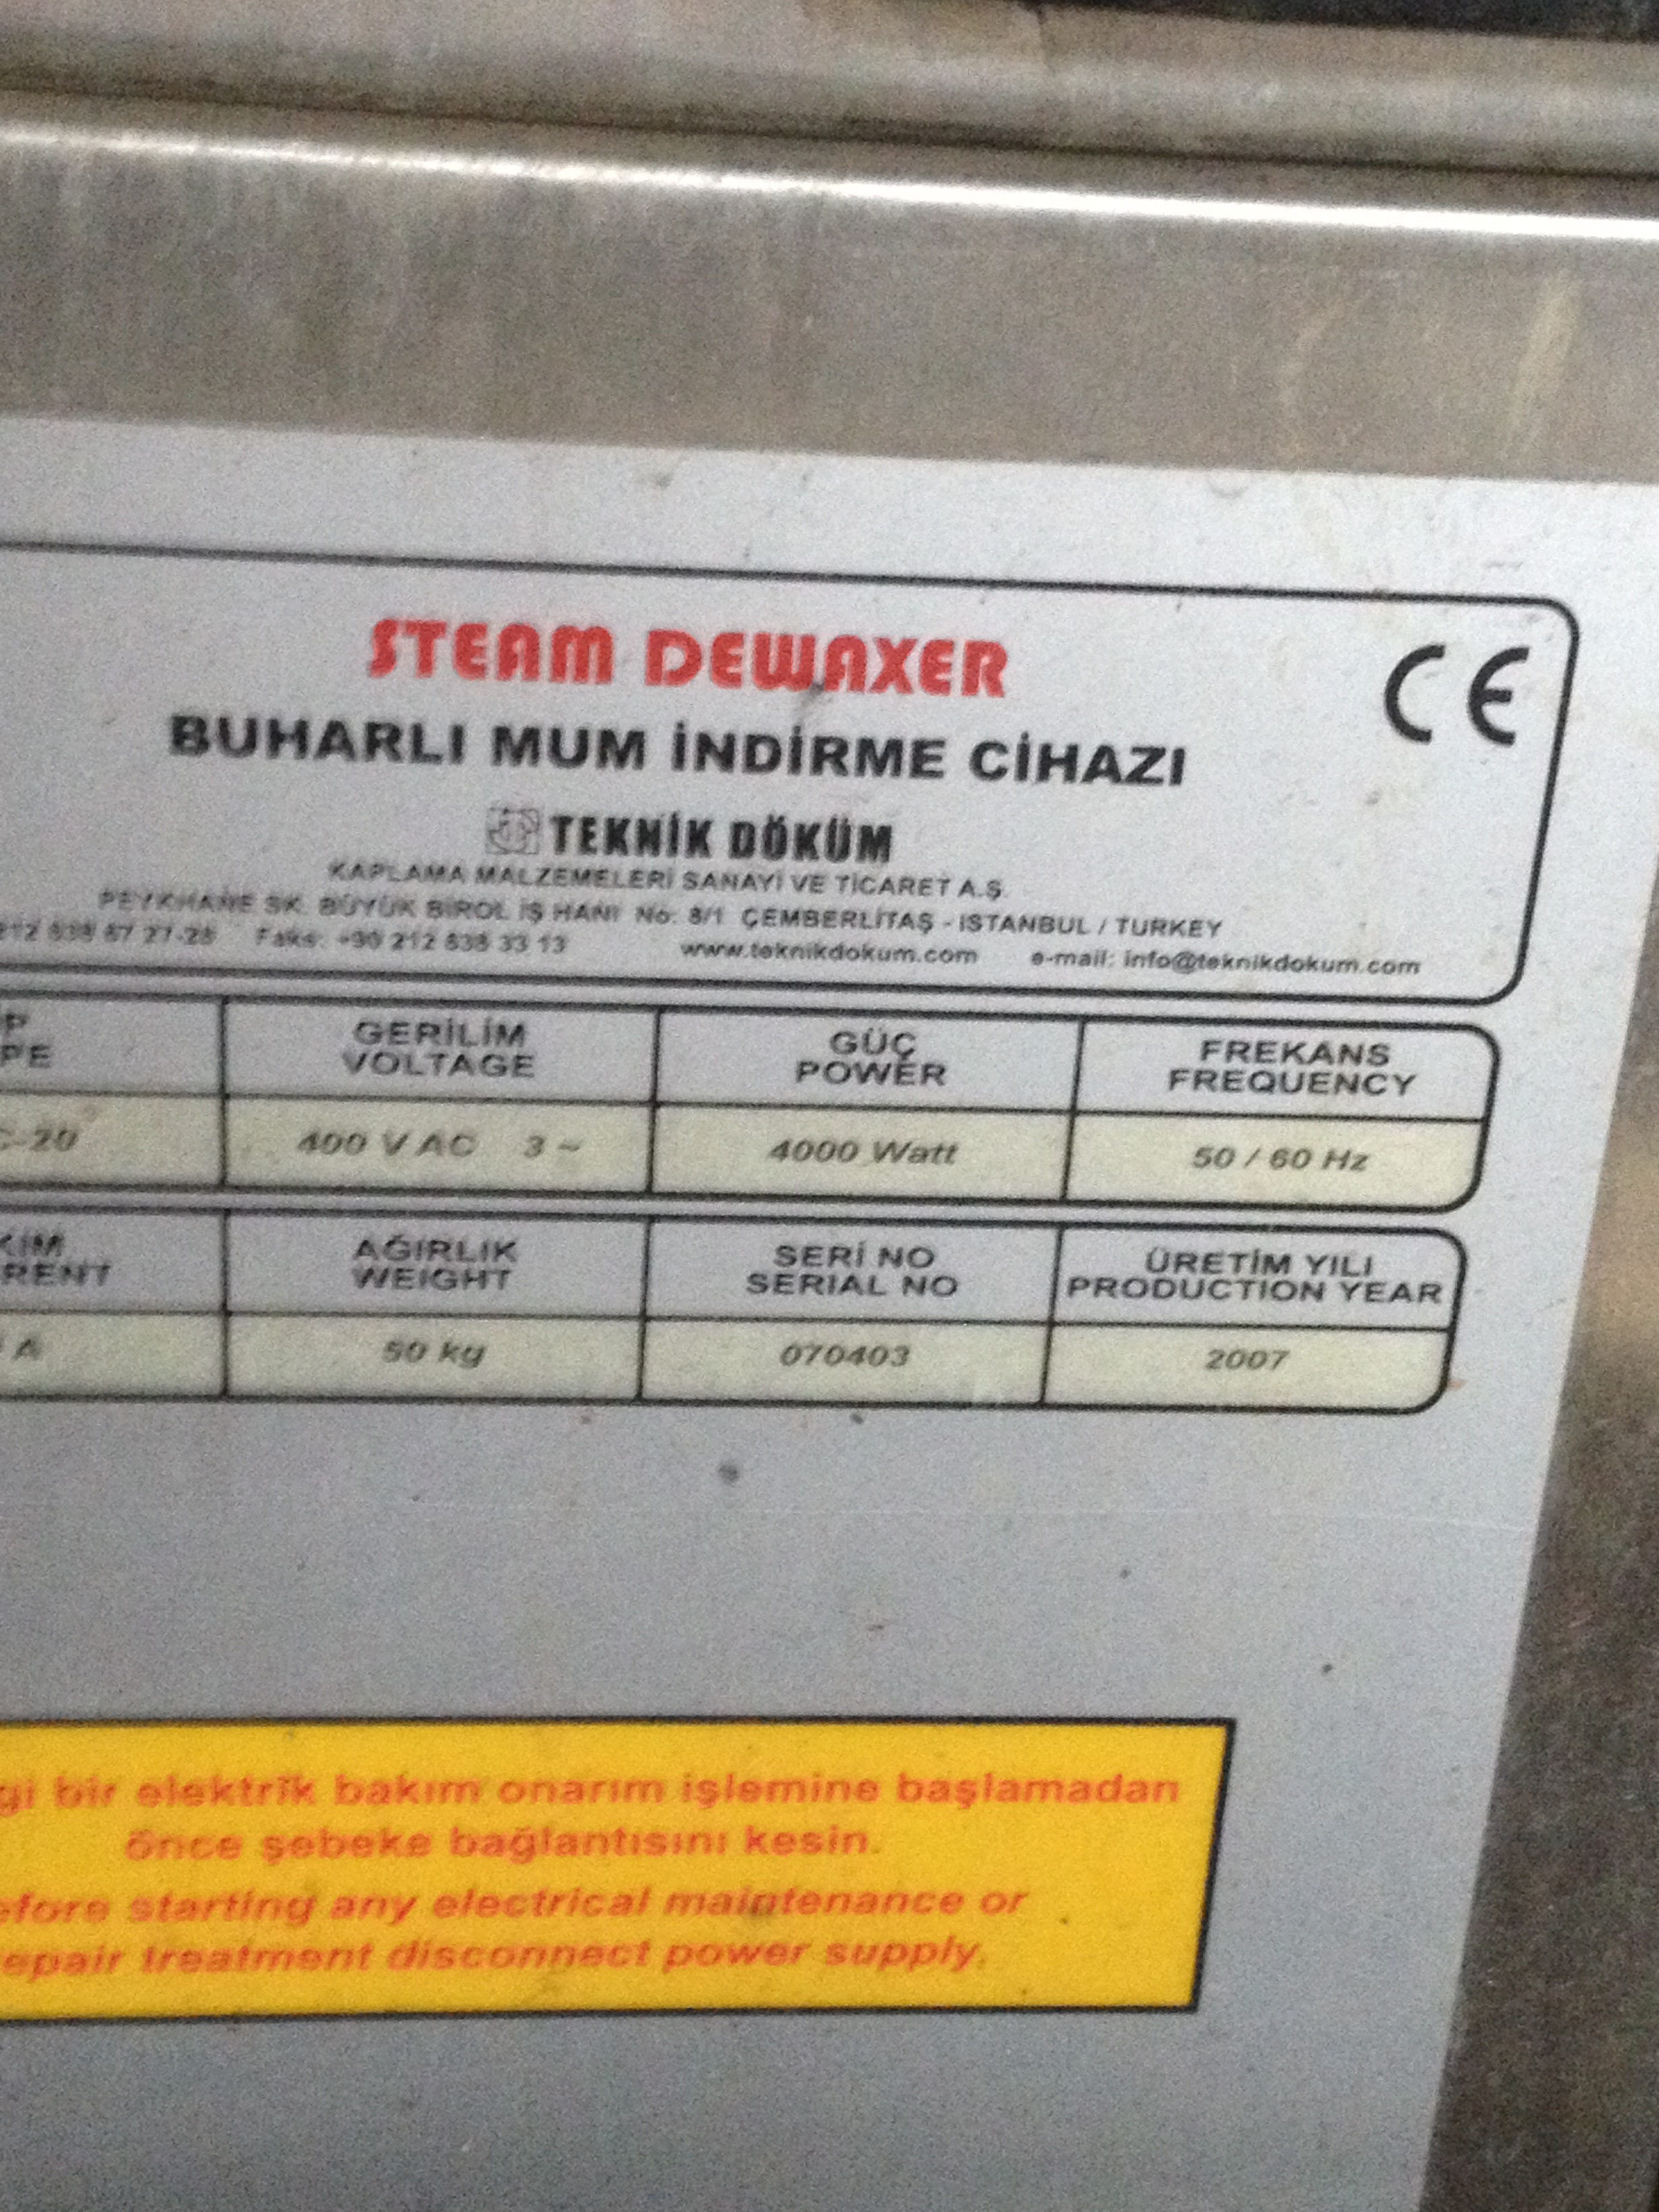 STEAM DEWAXER
CE
BUHARLI MUM İNDİRME CİHAZI
TEKNİK DÖKÜM
KAPLAMA MALZEMELERİ SANAYİ VE TİCARET A.Ş.
PEYKHANE SK. BÜYÜK BİROL İŞ HANI No: 8/1 ÇEMBERLİTAŞ - ISTANBUL / TURKEY
Faks: +90 212 638 33 13 www.teknikdokum.com e-mail: info@teknikdokum.com
GERİLİM GÜÇ FREKANS
VOLTAGE POWER FREQUENCY
C-20 400 V AC 3 ~ 4000 Watt 50 / 60 Hz
AĞIRLIK SERİ NO ÜRETİM YILI
WEIGHT SERIAL NO PRODUCTION YEAR
A 50 kg 070403 2007
bir elektrik bakım onarım işlemine başlamadan
önce şebeke bağlantısını kesin.
efore starting any electrical maintenance or
epair treatment disconnect power supply.